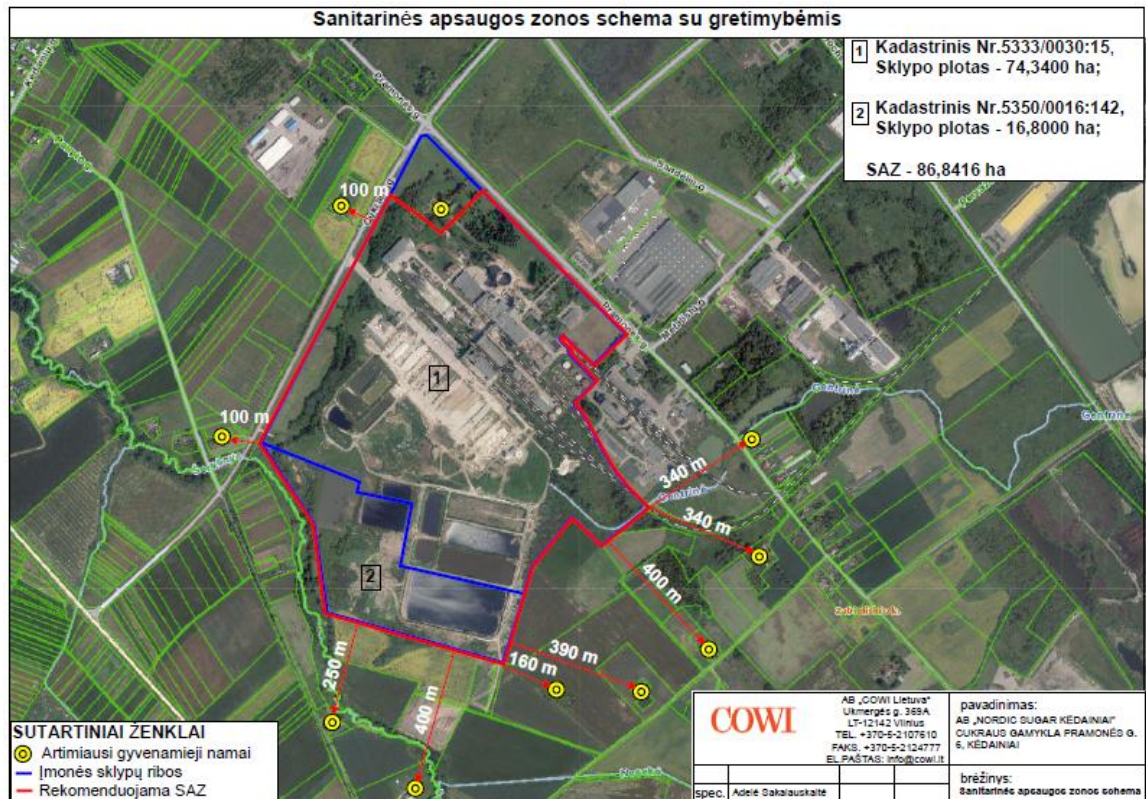 Sanitarinės apsaugos zonos schema su gretimybėmis
1 Kadastrinis Nr.5333/0030:15,
Sklypo plotas - 74,3400 ha;
2 Kadastrinis Nr.5350/0016:142,
Sklypo plotas - 16,8000 ha;
SAZ - 86,8416 ha
Pramonės g.
Sandėlių g.
100 m
Pramonės g.
1
100 m
340 m
340 m
2
400 m
Zabieliškio k.
390 m
160 m
250 m
400 m
SUTARTINIAI ŽENKLAI
Artimiausi gyvenamieji namai
Įmonės sklypų ribos
Rekomenduojama SAZ
COWI
AB „COWI Lietuva"
Ukmergės g. 369A
LT-12142 Vilnius
TEL. +370-5-2107610
FAKS. +370-5-2124777
EL.PAŠTAS: info@cowi.lt
pavadinimas:
AB „NORDIC SUGAR KĖDAINIAI"
CUKRAUS GAMYKLA PRAMONĖS G.
6, KĖDAINIAI
spec. Adelė Sakalauskaitė
brėžinys:
Sanitarinės apsaugos zonos schema